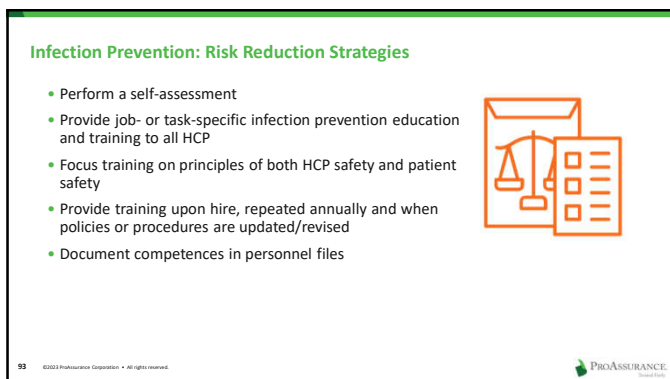 Infection Prevention: Risk Reduction Strategies
• Perform a self-assessment
• Provide job- or task-specific infection prevention education
and training to all HCP
• Focus training on principles of both HCP safety and patient
safety
• Provide training upon hire, repeated annually and when
policies or procedures are updated/revised
• Document competences in personnel files
93 ©2023 ProAssurance Corporation • All rights reserved.
PROASSURANCE